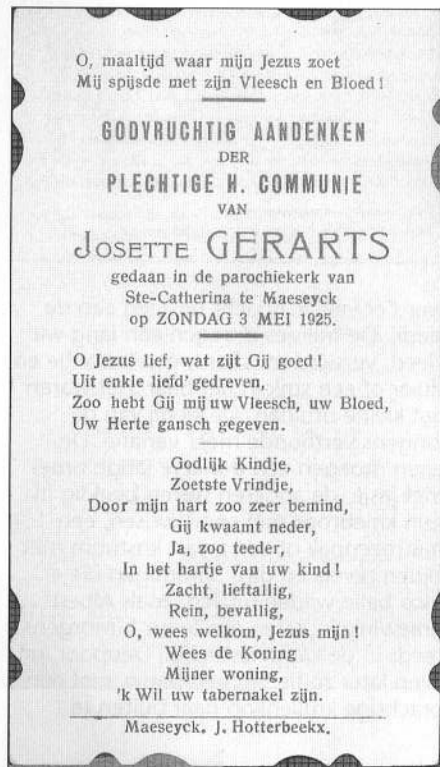 O, maaltijd waar mijn Jezus zoet
Mij spijsde met zijn Vleesch en Bloed!
GODVRUCHTIG AANDENKEN
DER
PLECHTIGE H. COMMUNIE
VAN
JOSETTE GERARTS
gedaan in de parochiekerk van
Ste-Catherina te Maeseyck
op ZONDAG 3 MEI 1925.
O Jezus lief, wat zijt Gij goed!
Uit enkle liefd' gedreven,
Zoo hebt Gij mij uw Vleesch, uw Bloed,
Uw Herte gansch gegeven.
Godlijk Kindje,
Zoetste Vrindje,
Door mijn hart zoo zeer bemind,
Gij kwaamt neder,
Ja, zoo teeder,
In het hartje van uw kind!
Zacht, lieftallig,
Rein, bevallig,
O, wees welkom, Jezus mijn!
Wees de Koning
Mijner woning,
'k Wil uw tabernakel zijn.
Maeseyck. J. Hotterbeekx.